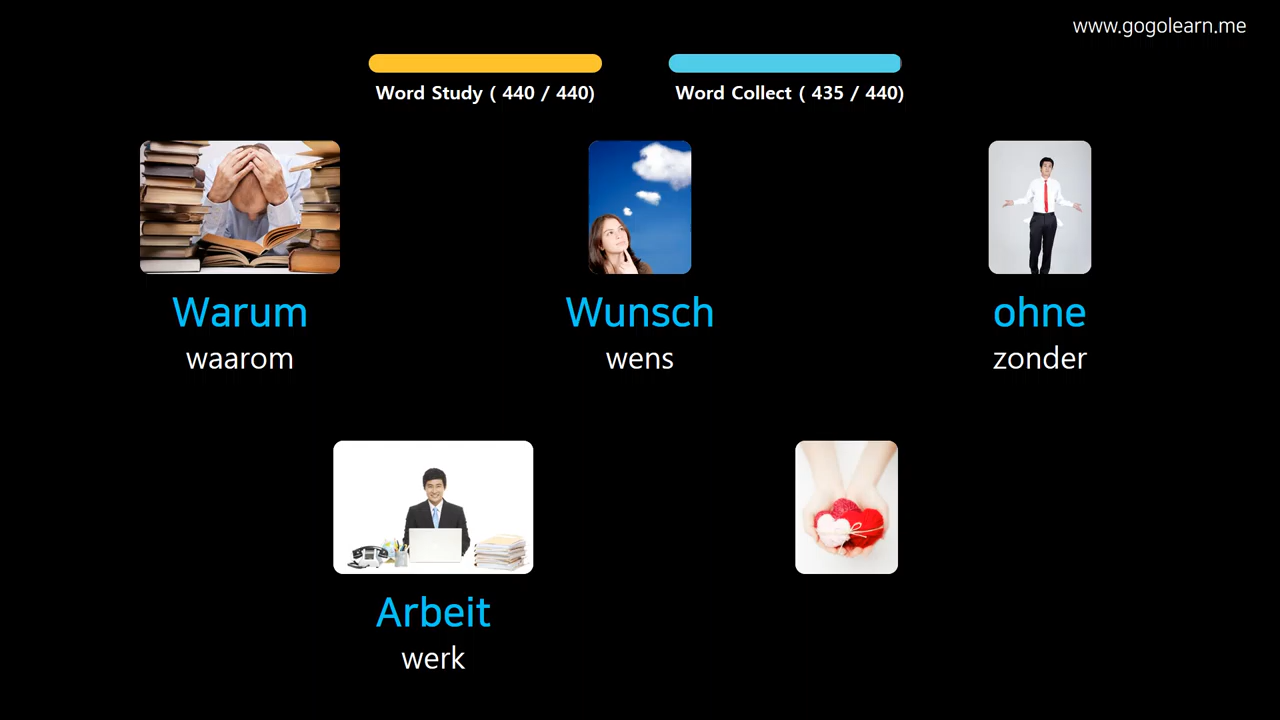 www.gogolearn.me
Word Study ( 440 / 440)
Word Collect ( 435 / 440)
Warum
waarom
Wunsch
wens
ohne
zonder
Arbeit
werk